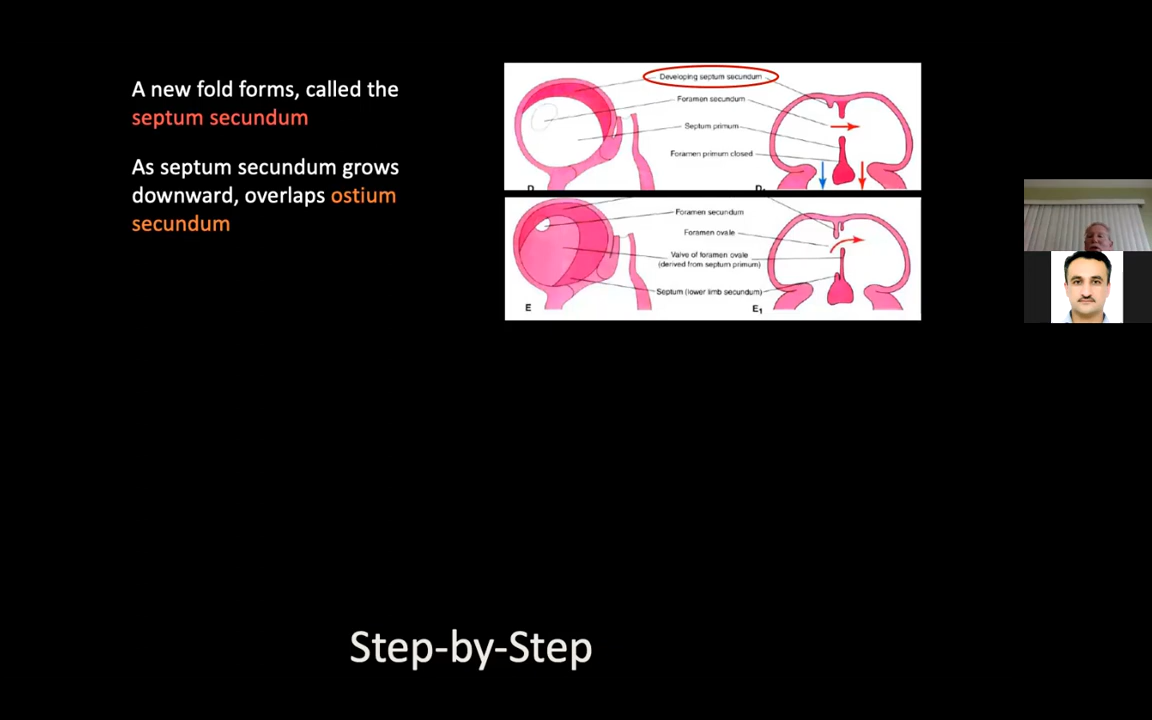 A new fold forms, called the
septum secundum
As septum secundum grows
downward, overlaps ostium
secundum
Developing septum secundum
Foramen secundum
Septum primum
Foramen primum closed
Foramen secundum
Foramen ovale
Valve of foramen ovale
(derived from septum primum)
Septum (lower limb secundum)
E
E₁
Step-by-Step